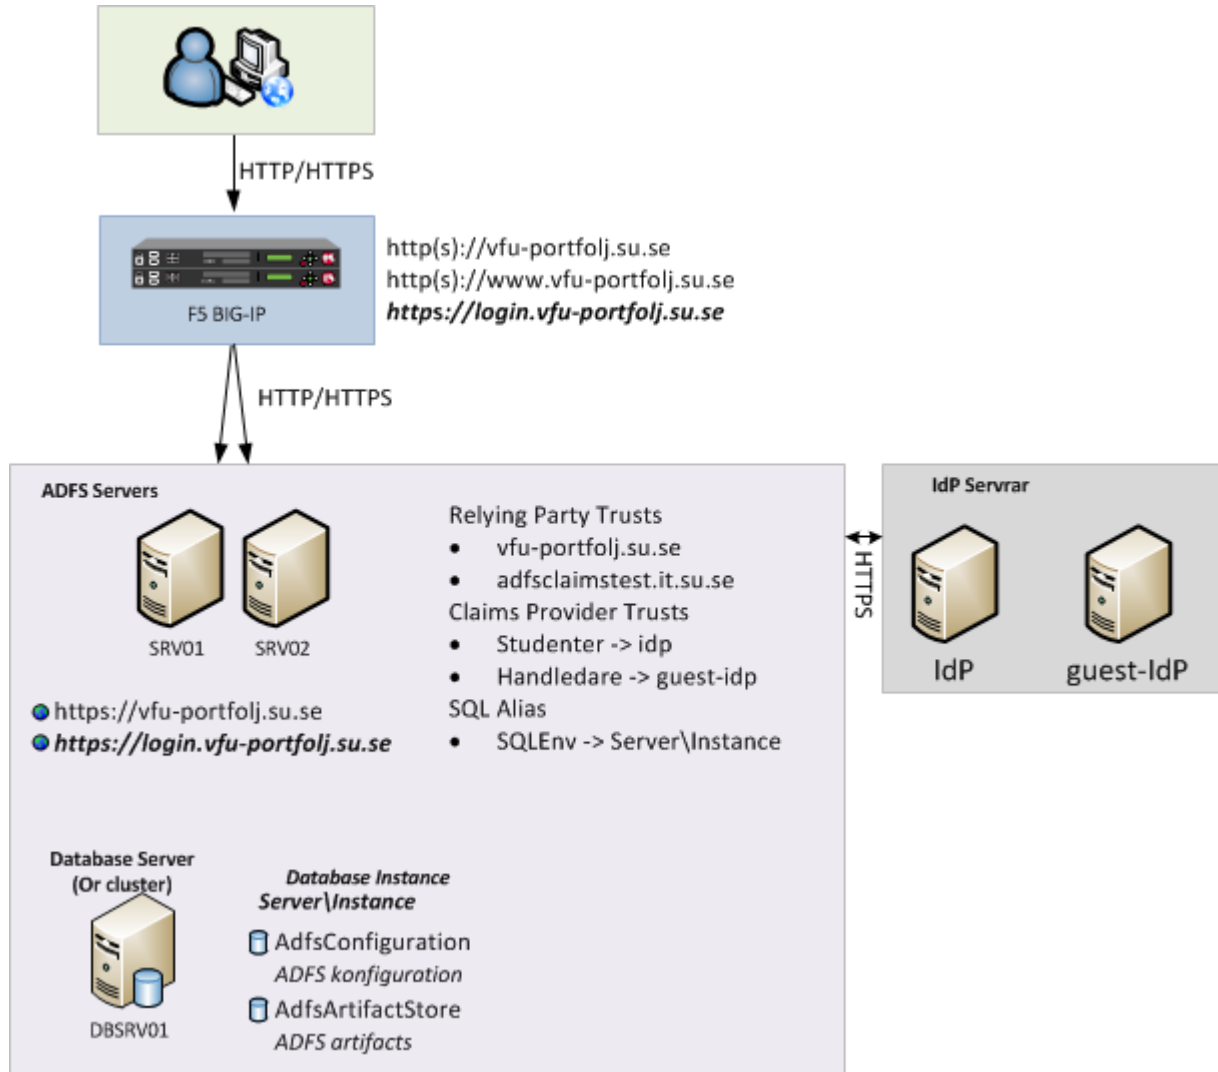 HTTP/HTTPS
F5 BIG-IP
http(s)://vfu-portfolj.su.se
http(s)://www.vfu-portfolj.su.se
https://login.vfu-portfolj.su.se
HTTP/HTTPS
ADFS Servers
SRV01
SRV02
https://vfu-portfolj.su.se
https://login.vfu-portfolj.su.se
Relying Party Trusts
• vfu-portfolj.su.se
• adfsclaimstest.it.su.se
Claims Provider Trusts
• Studenter -> idp
• Handledare -> guest-idp
SQL Alias
• SQLEnv -> Server\Instance
HTTPS
IdP Servrar
IdP
guest-IdP
Database Server
(Or cluster)
DBSRV01
Database Instance
Server\Instance
AdfsConfiguration
ADFS konfiguration
AdfsArtifactStore
ADFS artifacts